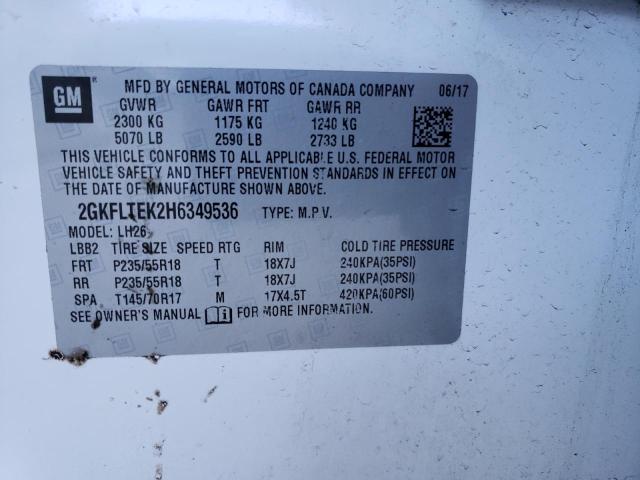 GM
MFD BY GENERAL MOTORS OF CANADA COMPANY 06/17
GVWR GAWR FRT GAWR RR
2300 KG 1175 KG 1240 KG
5070 LB 2590 LB 2733 LB
THIS VEHICLE CONFORMS TO ALL APPLICABLE U.S. FEDERAL MOTOR
VEHICLE SAFETY AND THEFT PREVENTION STANDARDS IN EFFECT ON
THE DATE OF MANUFACTURE SHOWN ABOVE.
2GKFLTEK2H6349536 TYPE: M.P.V.
MODEL: LH26
LBB2 TIRE SIZE SPEED RTG RIM COLD TIRE PRESSURE
FRT P235/55R18 T 18X7J 240KPA(35PSI)
RR P235/55R18 T 18X7J 240KPA(35PSI)
SPA T145/70R17 M 17X4.5T 420KPA(60PSI)
SEE OWNER'S MANUAL FOR MORE INFORMATION.